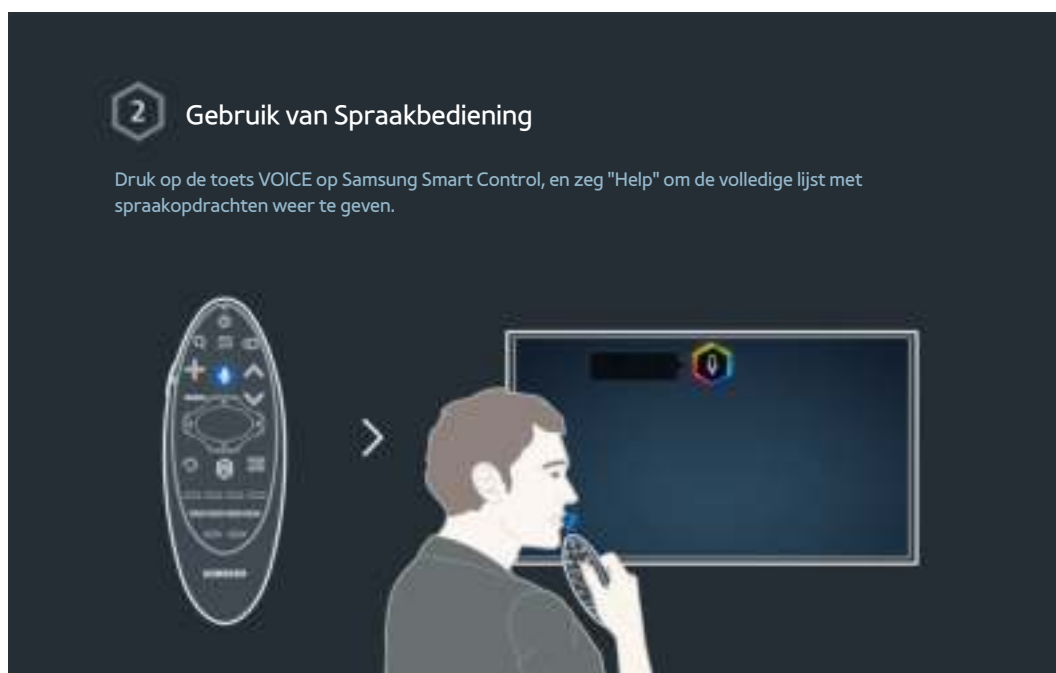 2
Gebruik van Spraakbediening
Druk op de toets VOICE op Samsung Smart Control, en zeg "Help" om de volledige lijst met
spraakopdrachten weer te geven.